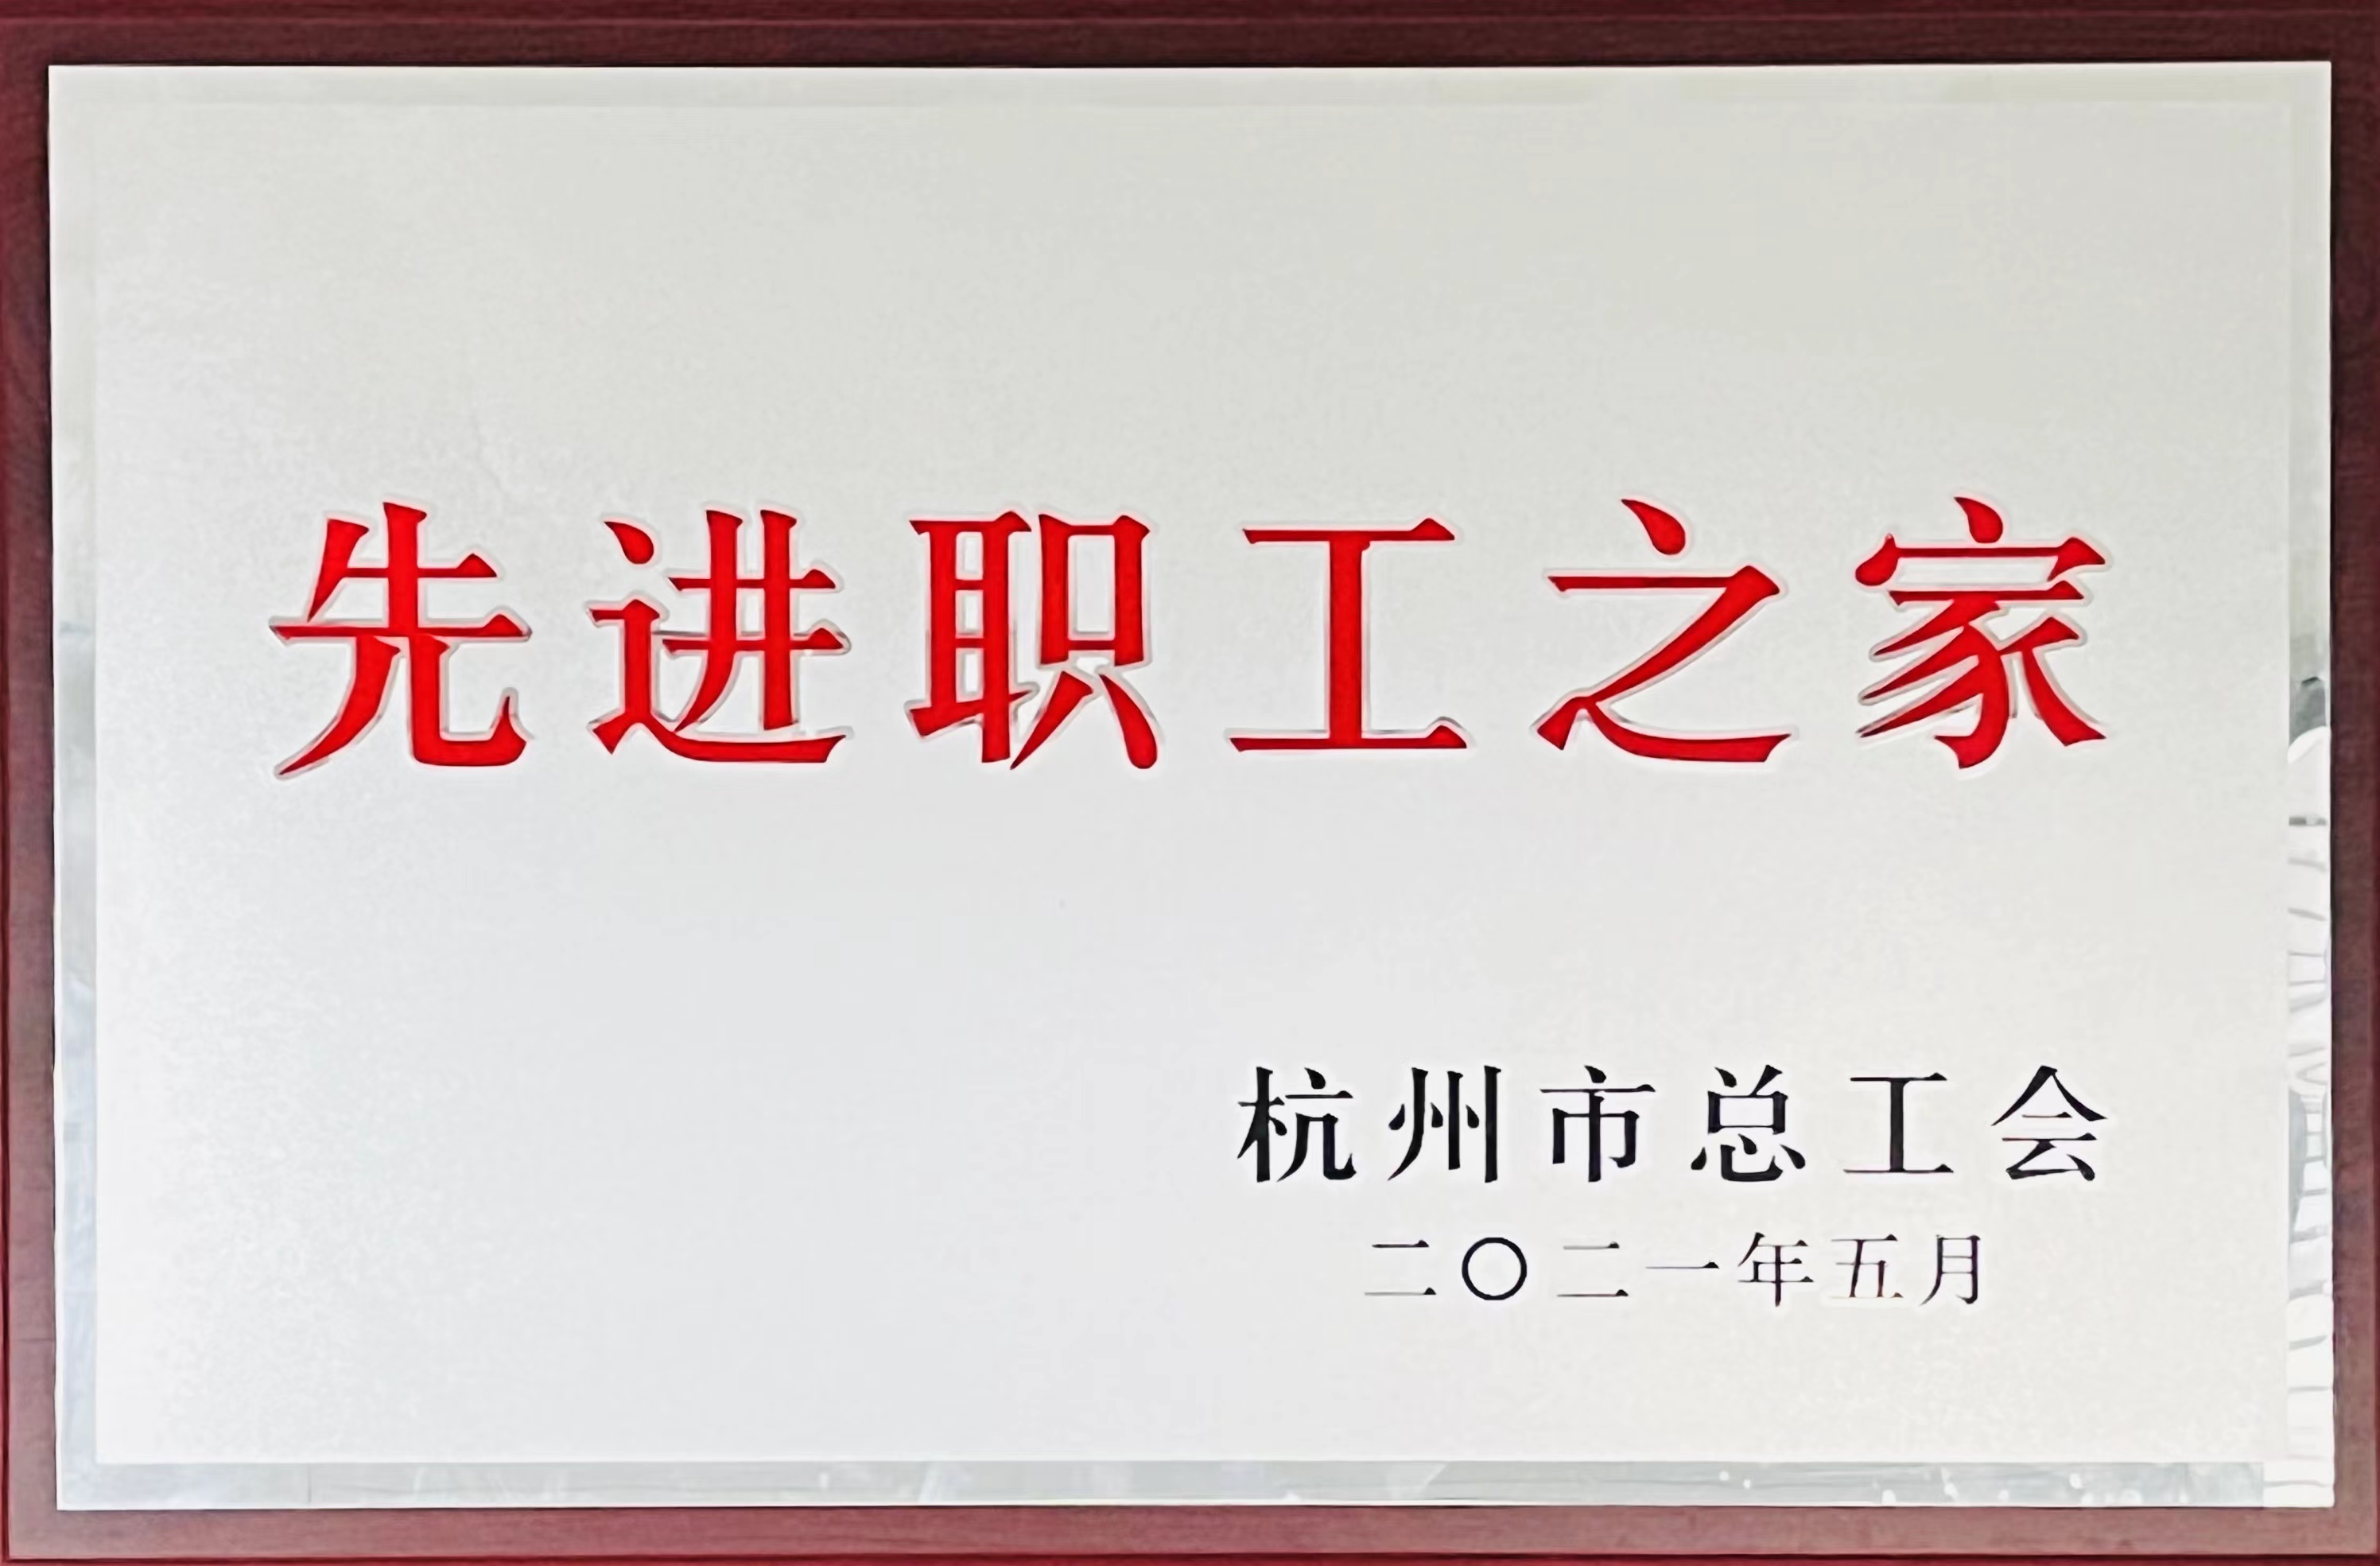 先进职工之家
杭州市总工会
二〇二一年五月